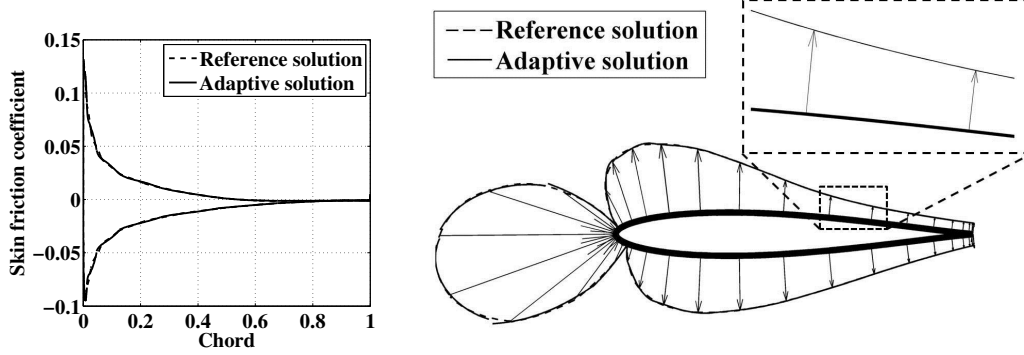 0.15
0.1
0.05
0
−0.05
−0.1
Skin friction coefficient
Reference solution
Adaptive solution
0
0.2
0.4
0.6
0.8
1
Chord
Reference solution
Adaptive solution